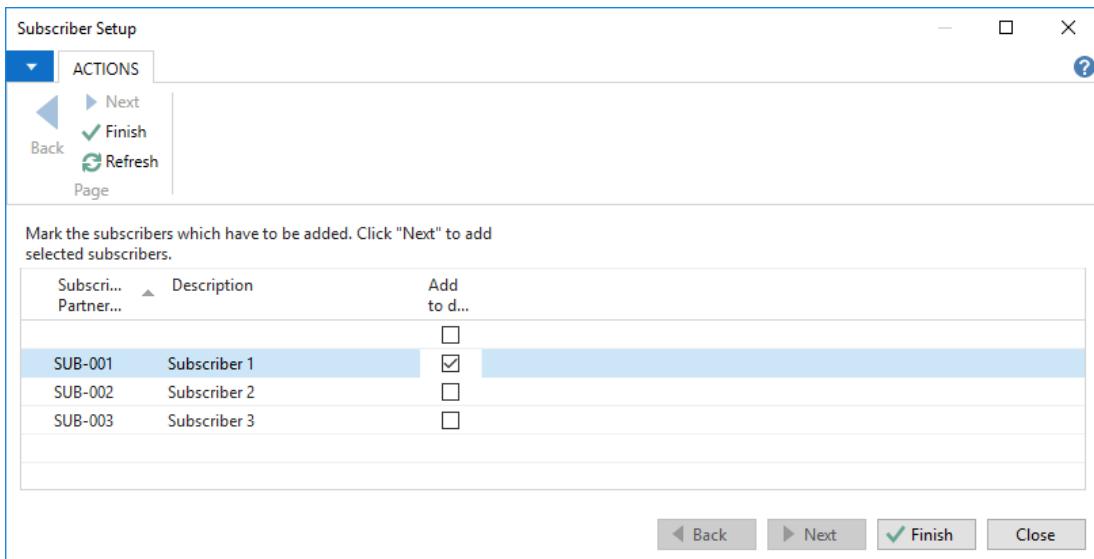 Subscriber Setup
ACTIONS
Back
Next
Finish
Refresh
Page
Mark the subscribers which have to be added. Click "Next" to add
selected subscribers.
Subscri... Description Add
Partner... to d...
SUB-001 Subscriber 1
SUB-002 Subscriber 2
SUB-003 Subscriber 3
Back Next Finish Close